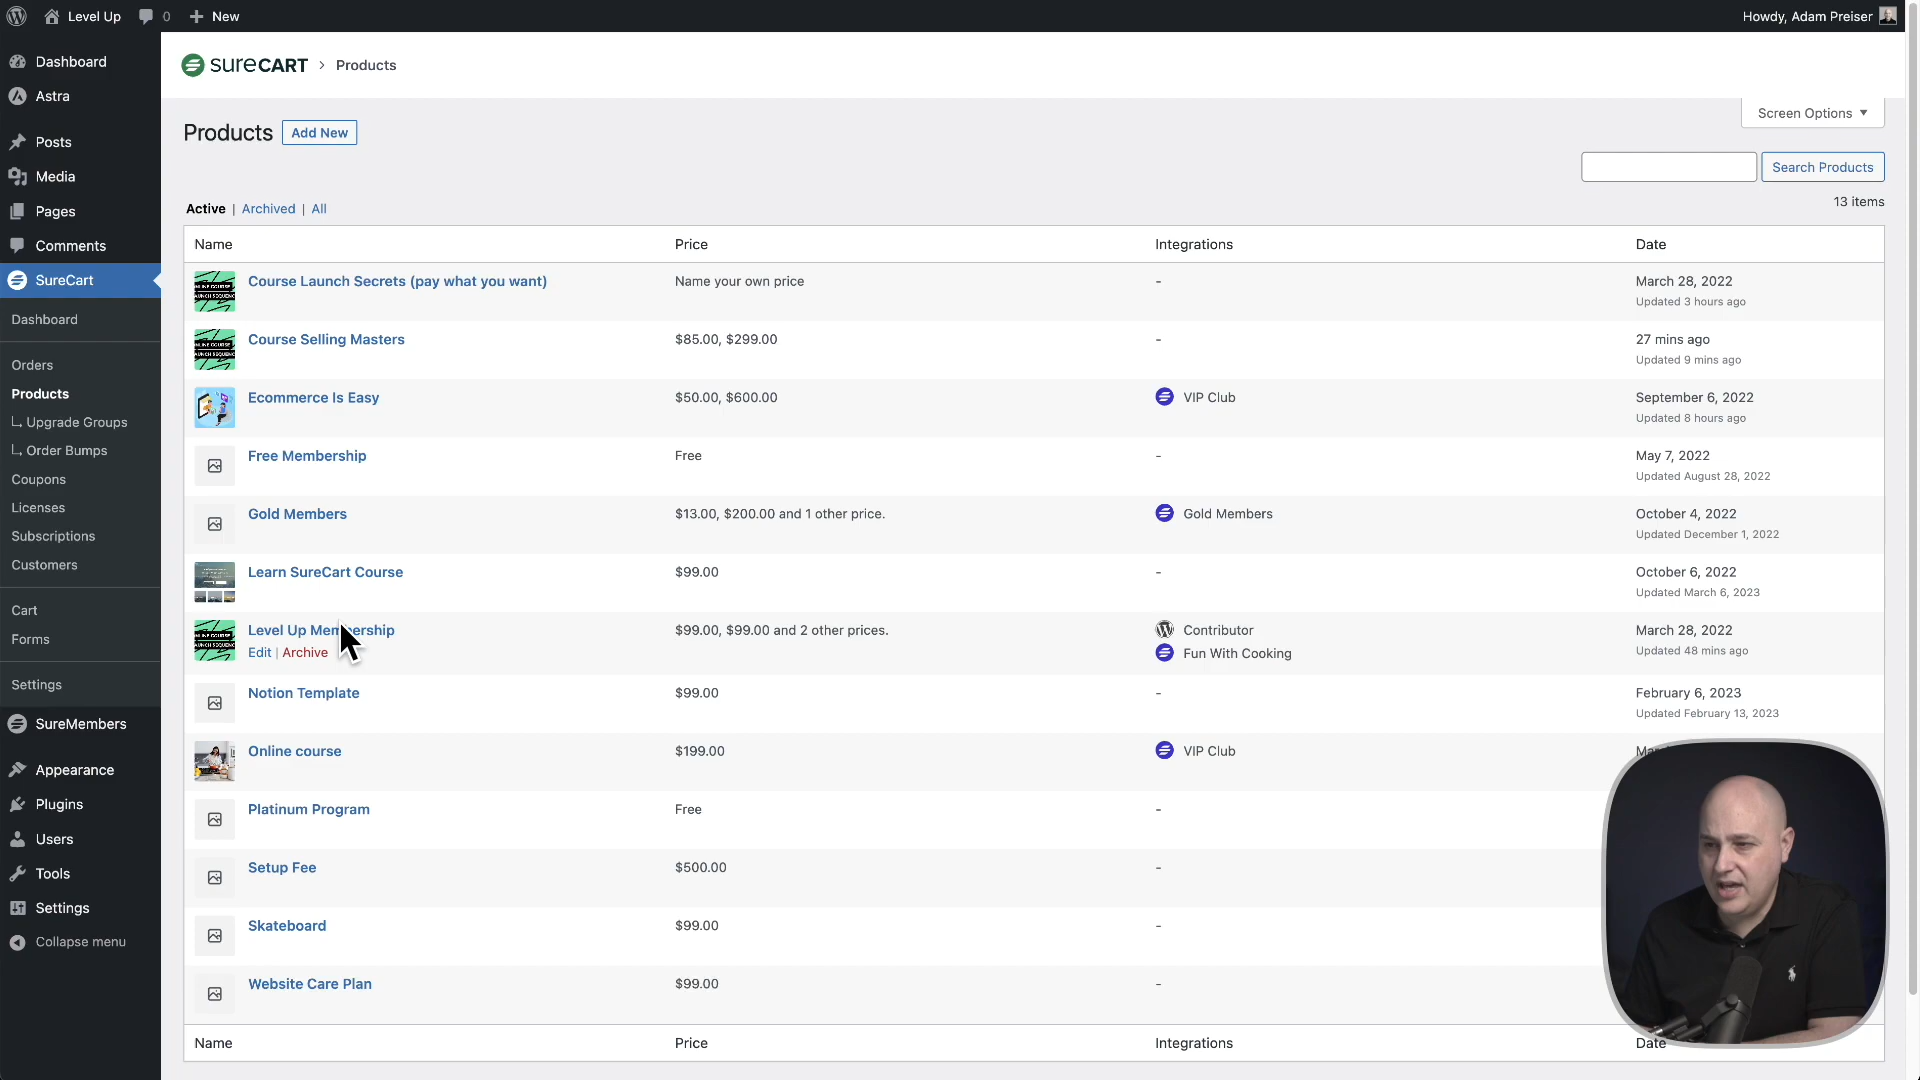 Level Up 0 New Howdy, Adam Preiser
Dashboard
Astra
Posts
Media
Pages
Comments
SureCart
Dashboard
Orders
Products
Upgrade Groups
Order Bumps
Coupons
Licenses
Subscriptions
Customers
Cart
Forms
Settings
SureMembers
Appearance
Plugins
Users
Tools
Settings
Collapse menu
SURECART > Products
Screen Options ▼
Products Add New
Search Products
Active | Archived | All
13 items
Name Price Integrations Date
Course Launch Secrets (pay what you want) Name your own price - March 28, 2022
Updated 3 hours ago
Course Selling Masters $85.00, $299.00 - 27 mins ago
Updated 9 mins ago
Ecommerce Is Easy $50.00, $600.00 VIP Club September 6, 2022
Updated 8 hours ago
Free Membership Free - May 7, 2022
Updated August 28, 2022
Gold Members $13.00, $200.00 and 1 other price. Gold Members October 4, 2022
Updated December 1, 2022
Learn SureCart Course $99.00 - October 6, 2022
Updated March 6, 2023
Level Up Membership $99.00, $99.00 and 2 other prices. Contributor March 28, 2022
Edit | Archive Fun With Cooking Updated 48 mins ago
Notion Template $99.00 - February 6, 2023
Updated February 13, 2023
Online course $199.00 VIP Club
Platinum Program Free -
Setup Fee $500.00 -
Skateboard $99.00 -
Website Care Plan $99.00 -
Name Price Integrations Date